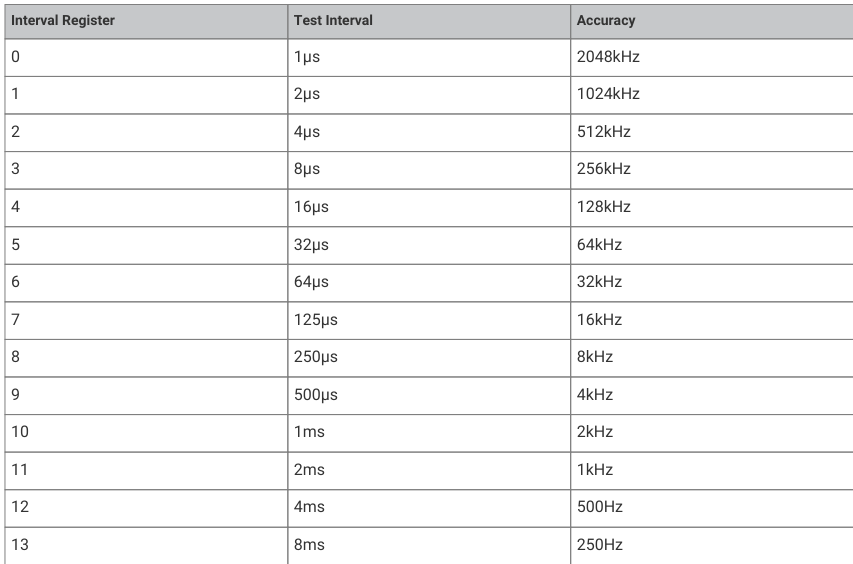 Interval Register Test Interval Accuracy
0 1µs 2048kHz
1 2µs 1024kHz
2 4µs 512kHz
3 8µs 256kHz
4 16µs 128kHz
5 32µs 64kHz
6 64µs 32kHz
7 125µs 16kHz
8 250µs 8kHz
9 500µs 4kHz
10 1ms 2kHz
11 2ms 1kHz
12 4ms 500Hz
13 8ms 250Hz